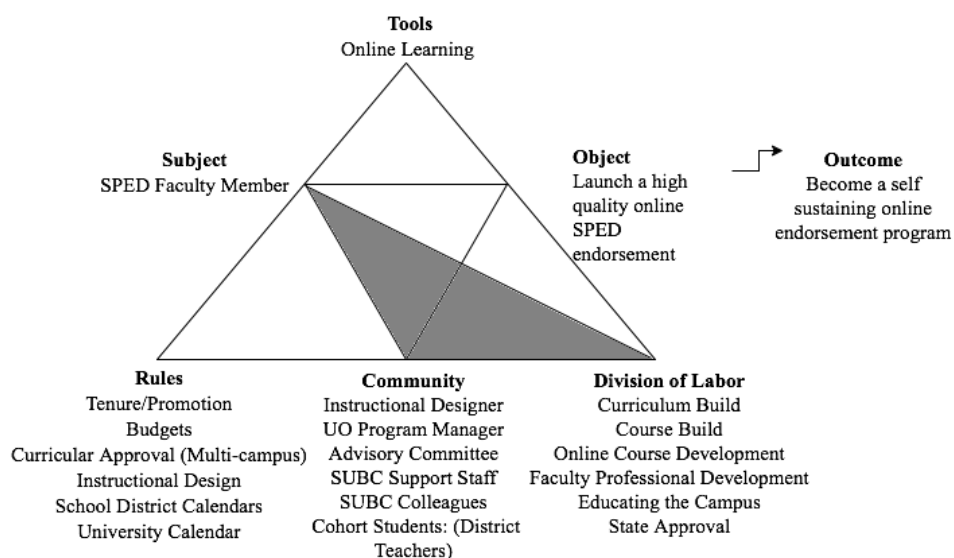 Tools
Online Learning
Subject
SPED Faculty Member
Object
Launch a high
quality online
SPED
endorsement
Outcome
Become a self
sustaining online
endorsement program
Rules
Tenure/Promotion
Budgets
Curricular Approval (Multi-campus)
Instructional Design
School District Calendars
University Calendar
Community
Instructional Designer
UO Program Manager
Advisory Committee
SUBC Support Staff
SUBC Colleagues
Cohort Students: (District
Teachers)
Division of Labor
Curriculum Build
Course Build
Online Course Development
Faculty Professional Development
Educating the Campus
State Approval